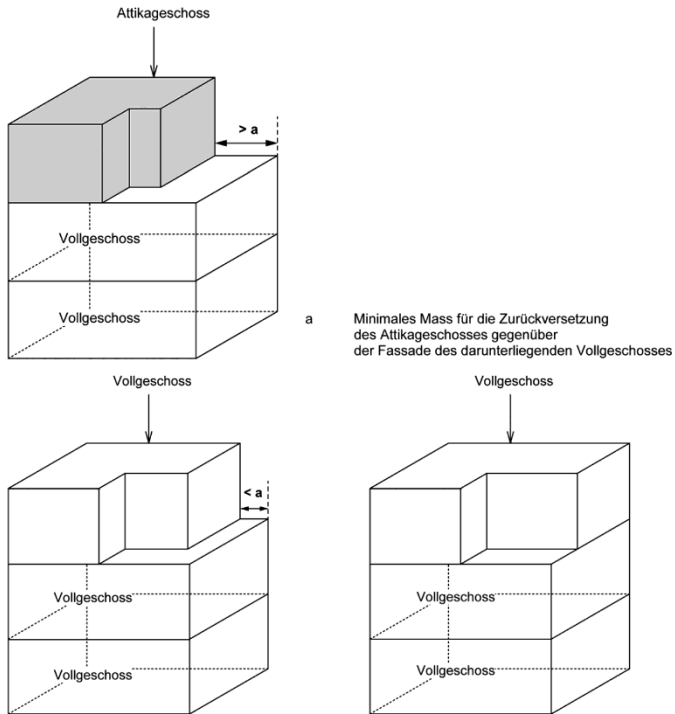 Attikageschoss
> a
Vollgeschoss
Vollgeschoss
a Minimales Mass für die Zurückversetzung
des Attikageschosses gegenüber
der Fassade des darunterliegenden Vollgeschosses
Vollgeschoss
< a
Vollgeschoss
Vollgeschoss
Vollgeschoss
Vollgeschoss
Vollgeschoss